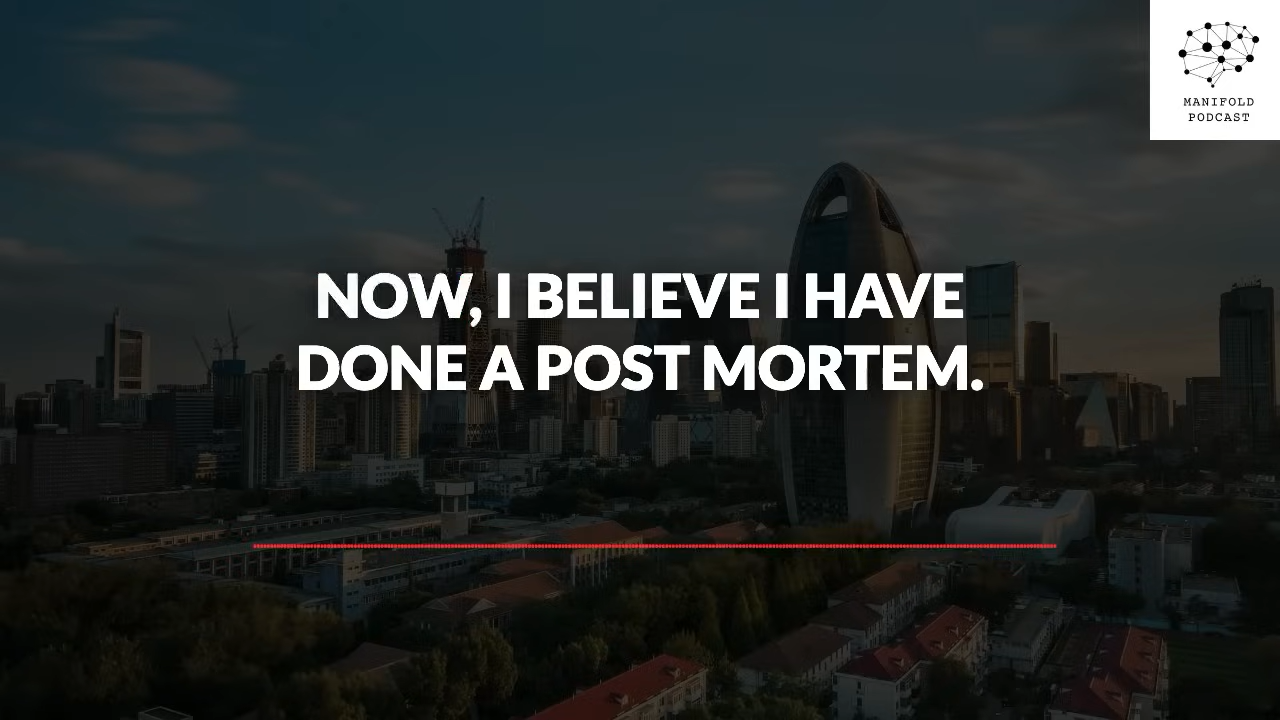 MANIFOLD
PODCAST
NOW, I BELIEVE I HAVE
DONE A POST MORTEM.